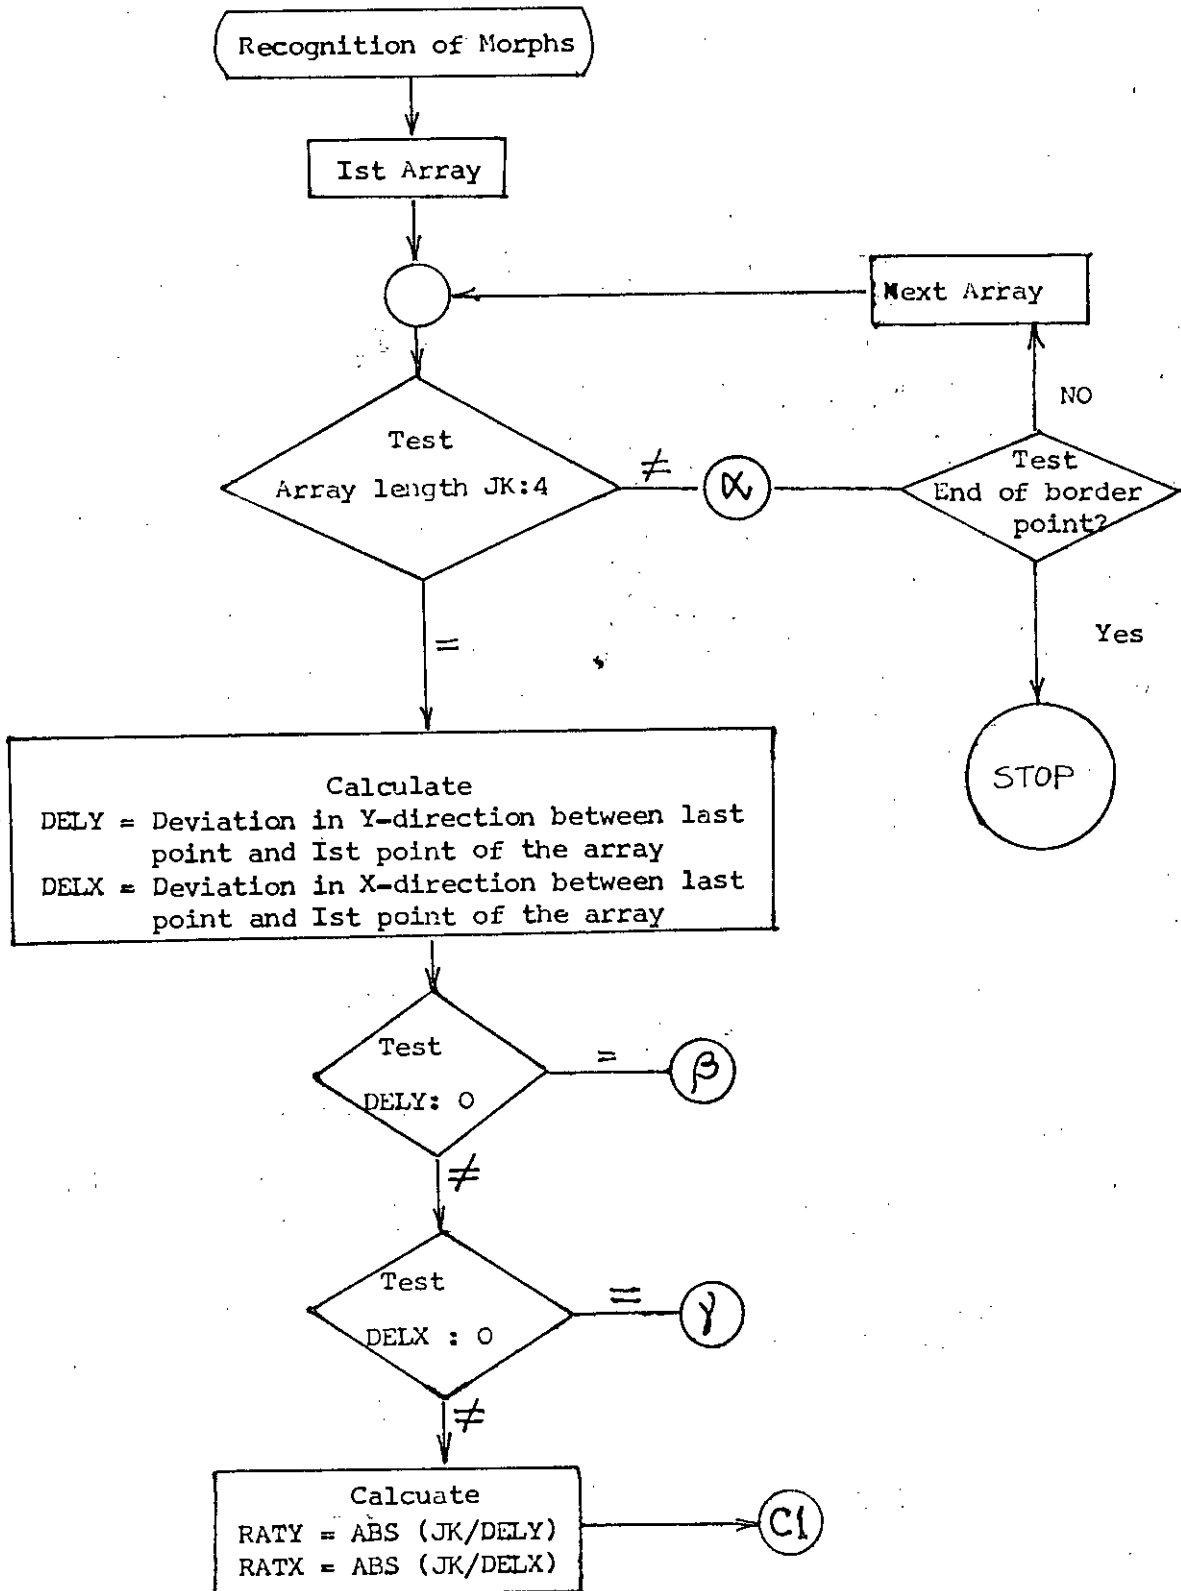 Recognition of Morphs
Ist Array
Next Array
NO
Test
Array length JK:4
≠
α
Test
End of border
point?
=
Yes
STOP
Calculate
DELY = Deviation in Y-direction between last
point and Ist point of the array
DELX = Deviation in X-direction between last
point and Ist point of the array
Test
DELY: O
=
β
≠
Test
DELX : O
=
γ
≠
Calcuate
RATY = ABS (JK/DELY)
RATX = ABS (JK/DELX)
C1